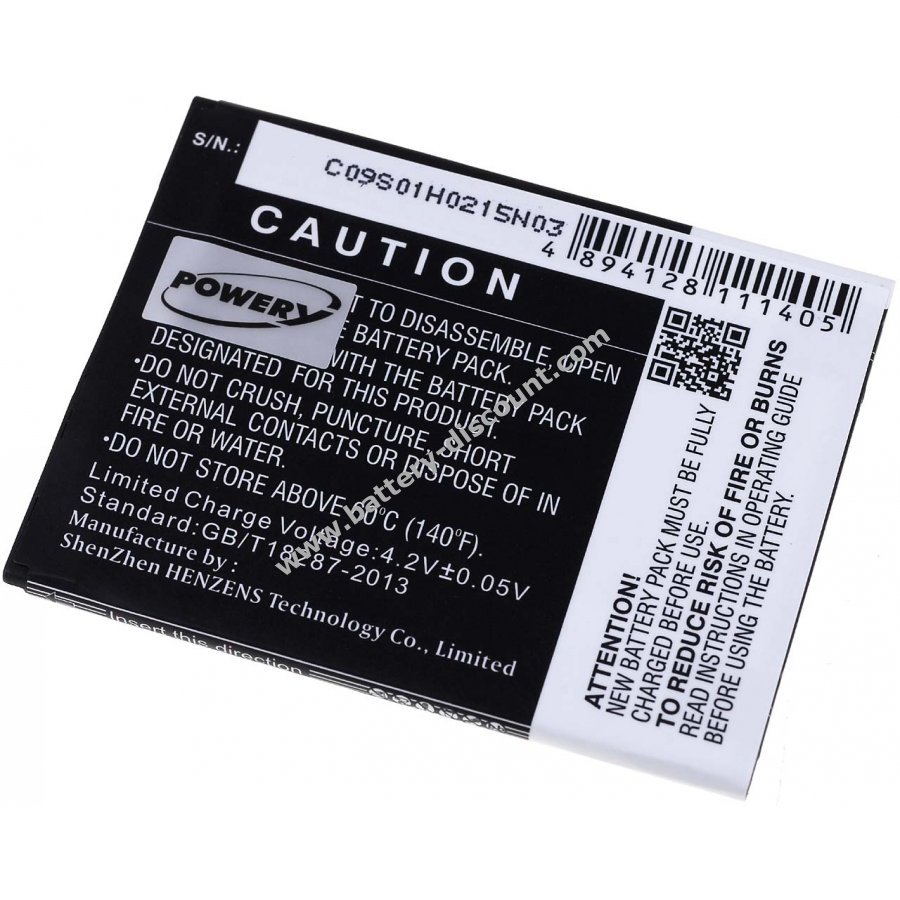 S/N.:
C09S01H0215N03
4 894128 111405
CAUTION
POWERY
T TO DISASSEMBLE, OPEN
E BATTERY PACK.
DESIGNATED WITH THE BATTERY PACK
FOR THIS PRODUCT.
•DO NOT CRUSH, PUNCTURE, SHORT
EXTERNAL CONTACTS OR DISPOSE OF IN
FIRE OR WATER.
•DO NOT STORE ABOVE 60°C (140°F).
Limited Charge Voltage:4.2V±0.05V
Standard:GB/T18287-2013
Manufacture by:
ShenZhen HENZENS Technology Co., Limited
Insert this direction
ATTENTION!
NEW BATTERY PACK MUST BE FULLY
CHARGED BEFORE USE.
TO REDUCE RISK OF FIRE OR BURNS
READ INSTRUCTIONS IN OPERATING GUIDE
BEFORE USING THE BATTERY.
www.battery-discount.com